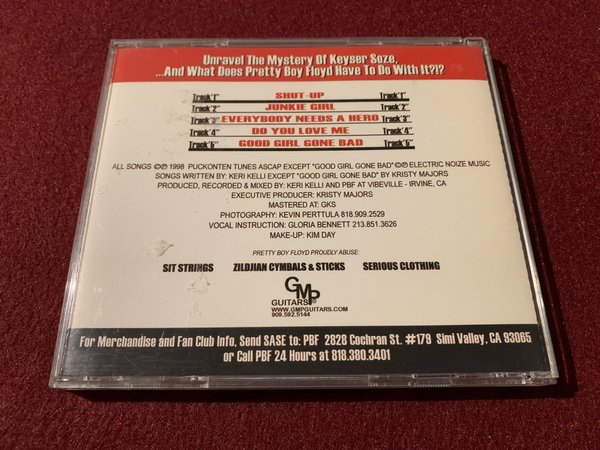 Unravel The Mystery Of Keyser Soze,
...And What Does Pretty Boy Floyd Have To Do With It?!?
Track"1" SHUT-UP Track"1"
Track"2" JUNKIE GIRL Track"2"
Track"3" EVERYBODY NEEDS A HERO Track"3"
Track"4" DO YOU LOVE ME Track"4"
Track"5" GOOD GIRL GONE BAD Track"5"
ALL SONGS ©℗ 1998 PUCKONTEN TUNES ASCAP EXCEPT "GOOD GIRL GONE BAD" ©℗ ELECTRIC NOIZE MUSIC
SONGS WRITTEN BY: KERI KELLI EXCEPT "GOOD GIRL GONE BAD" BY KRISTY MAJORS
PRODUCED, RECORDED & MIXED BY: KERI KELLI AND PBF AT VIBEVILLE - IRVINE, CA
EXECUTIVE PRODUCER: KRISTY MAJORS
MASTERED AT: GKS
PHOTOGRAPHY: KEVIN PERTTULA 818.909.2529
VOCAL INSTRUCTION: GLORIA BENNETT 213.851.3626
MAKE-UP: KIM DAY
PRETTY BOY FLOYD PROUDLY ABUSE:
SIT STRINGS ZILDJIAN CYMBALS & STICKS SERIOUS CLOTHING
GMP
GUITARS®
WWW.GMPGUITARS.COM
909.592.5144
For Merchandise and Fan Club Info, Send SASE to: PBF 2828 Cochran St. #179 Simi Valley. CA 93065
or Call PBF 24 Hours at 818.380.3401